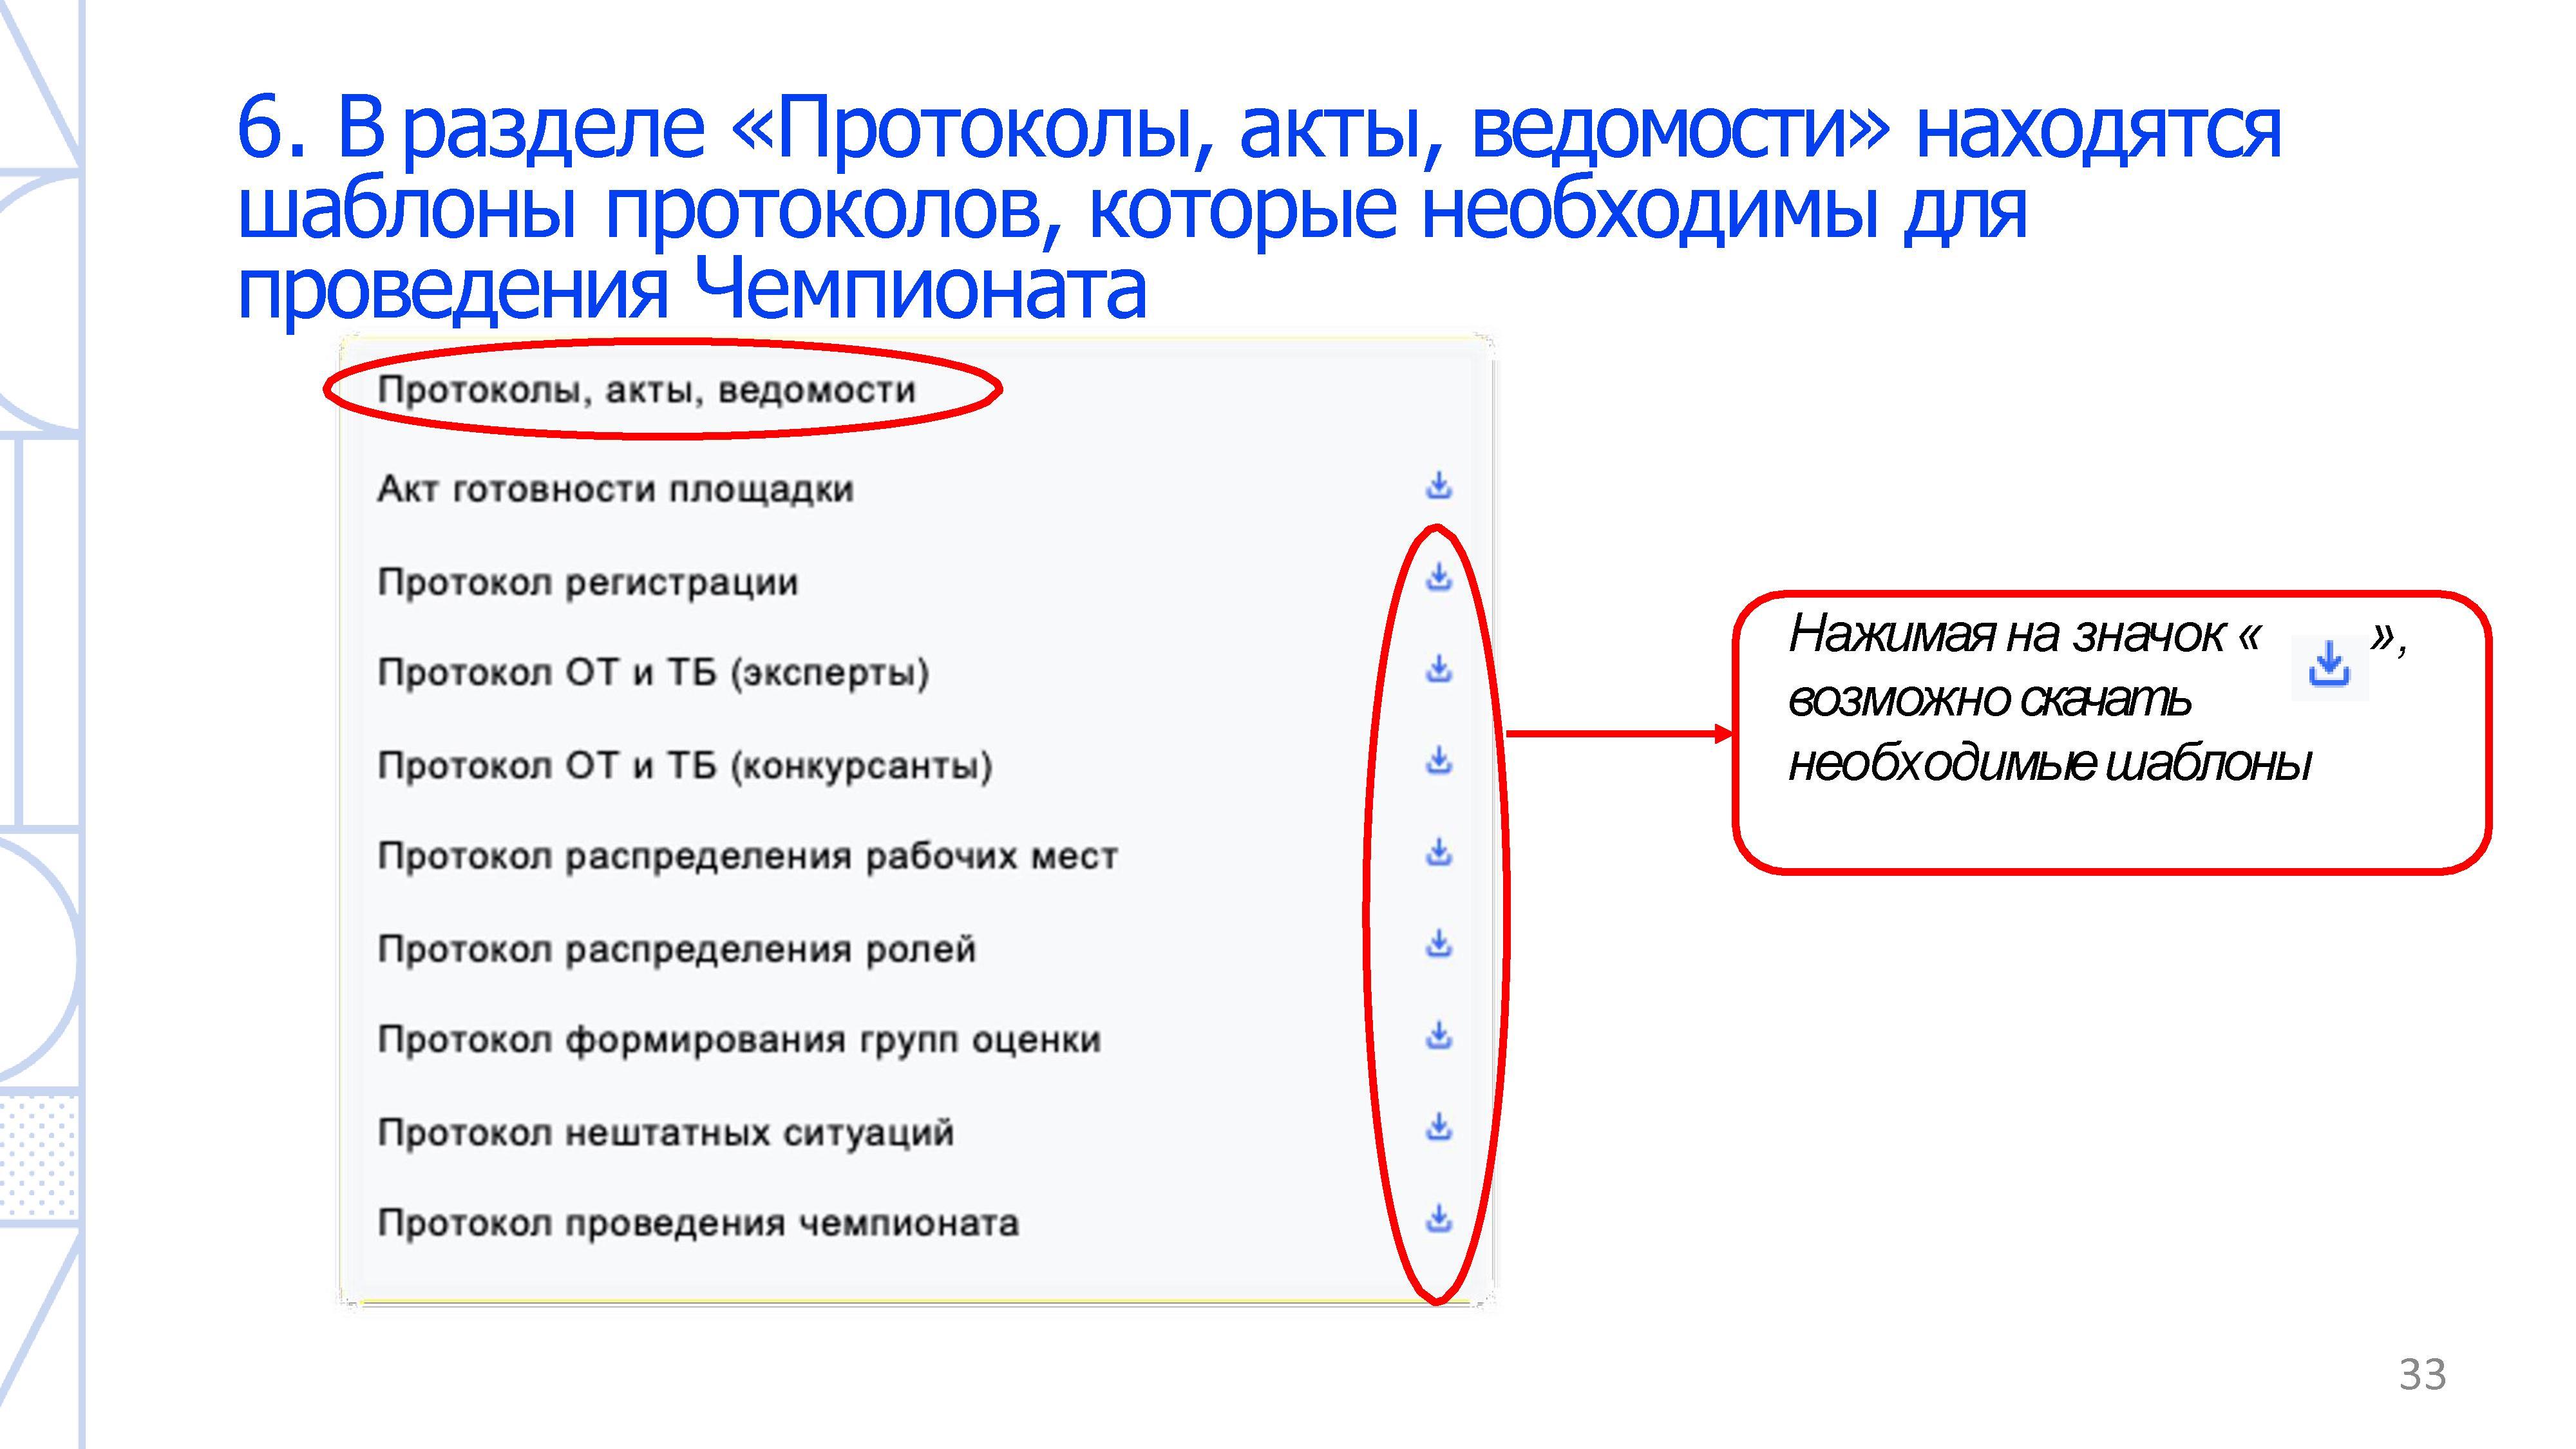 6. В разделе «Протоколы, акты, ведомости» находятся
шаблоны протоколов, которые необходимы для
проведения Чемпионата
Протоколы, акты, ведомости
Акт готовности площадки
Протокол регистрации
Протокол ОТ и ТБ (эксперты)
Протокол ОТ и ТБ (конкурсанты)
Протокол распределения рабочих мест
Протокол распределения ролей
Протокол формирования групп оценки
Протокол нештатных ситуаций
Протокол проведения чемпионата
Нажимая на значок « »,
возможно скачать
необходимые шаблоны
33